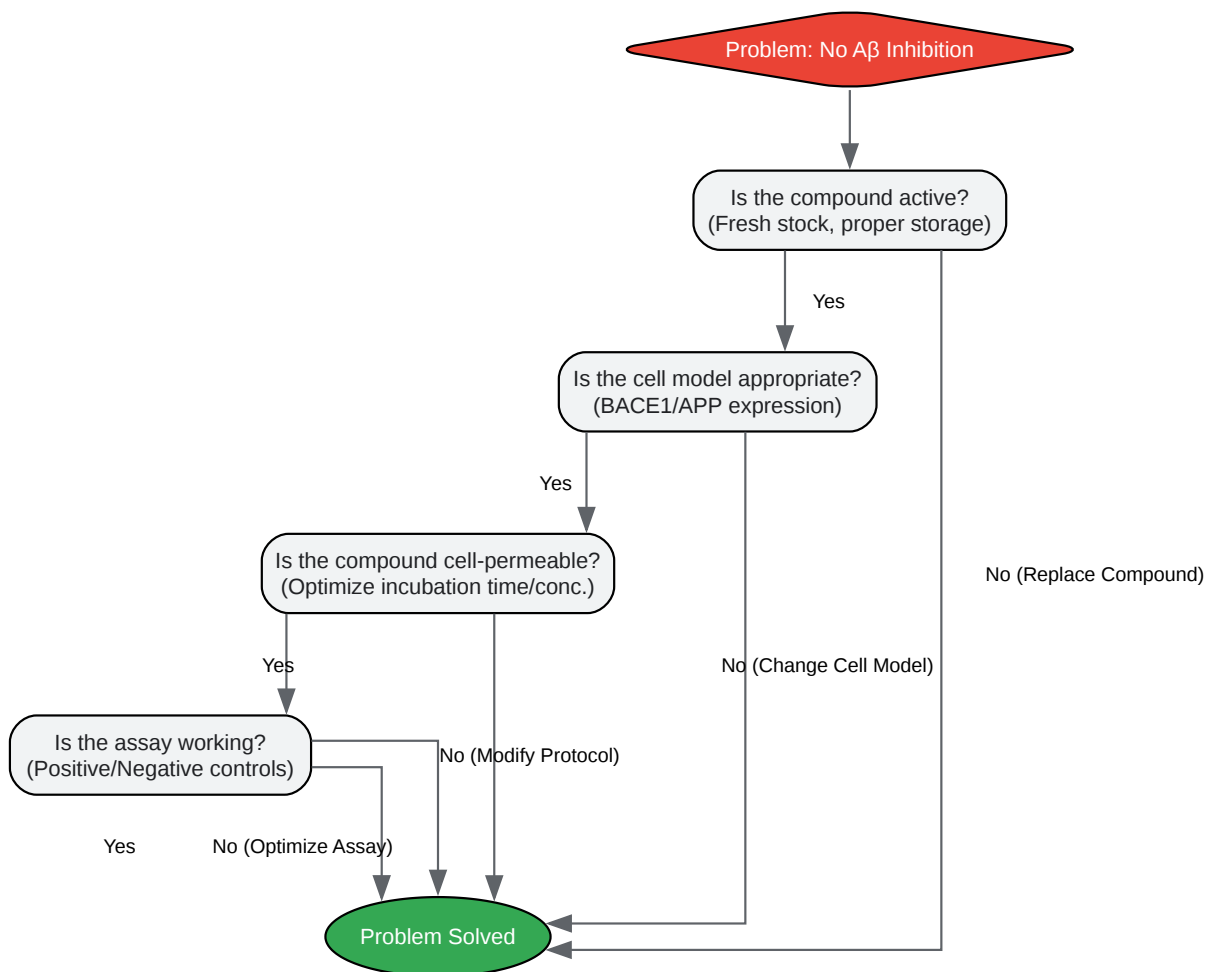 Problem: No Aβ Inhibition
Is the compound active?
(Fresh stock, proper storage)
Yes
Is the cell model appropriate?
(BACE1/APP expression)
Yes
Is the compound cell-permeable?
(Optimize incubation time/conc.)
No (Replace Compound)
Yes
No (Change Cell Model)
Is the assay working?
(Positive/Negative controls)
No (Modify Protocol)
Yes
No (Optimize Assay)
Problem Solved